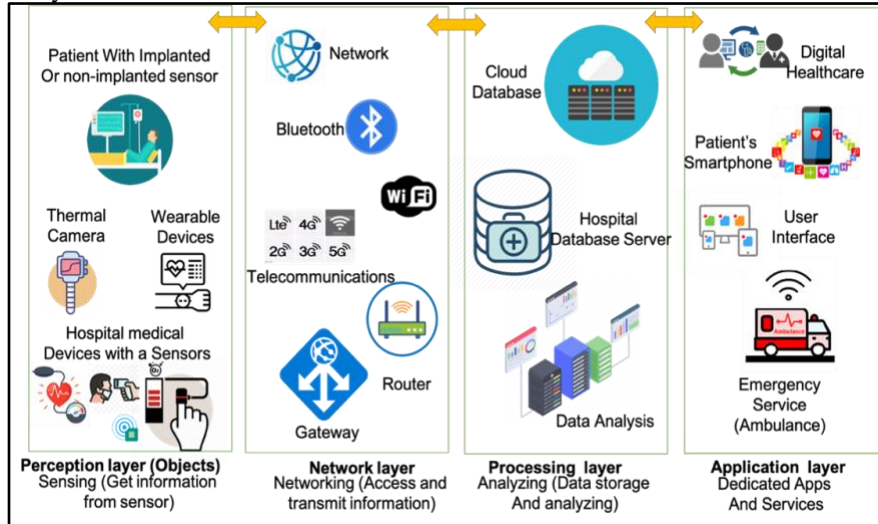 Patient With Implanted
Or non-implanted sensor
Thermal
Camera
Wearable
Devices
Hospital medical
Devices with a Sensors
Perception layer (Objects)
Sensing (Get information
from sensor)
Network
Bluetooth
WiFi
Lte 4G
2G 3G 5G
Telecommunications
Router
Gateway
Network layer
Networking (Access and
transmit information)
Cloud
Database
Hospital
Database Server
Data Analysis
Processing layer
Analyzing (Data storage
And analyzing)
Digital
Healthcare
Patient's
Smartphone
User
Interface
Ambulance
Emergency
Service
(Ambulance)
Application layer
Dedicated Apps
And Services